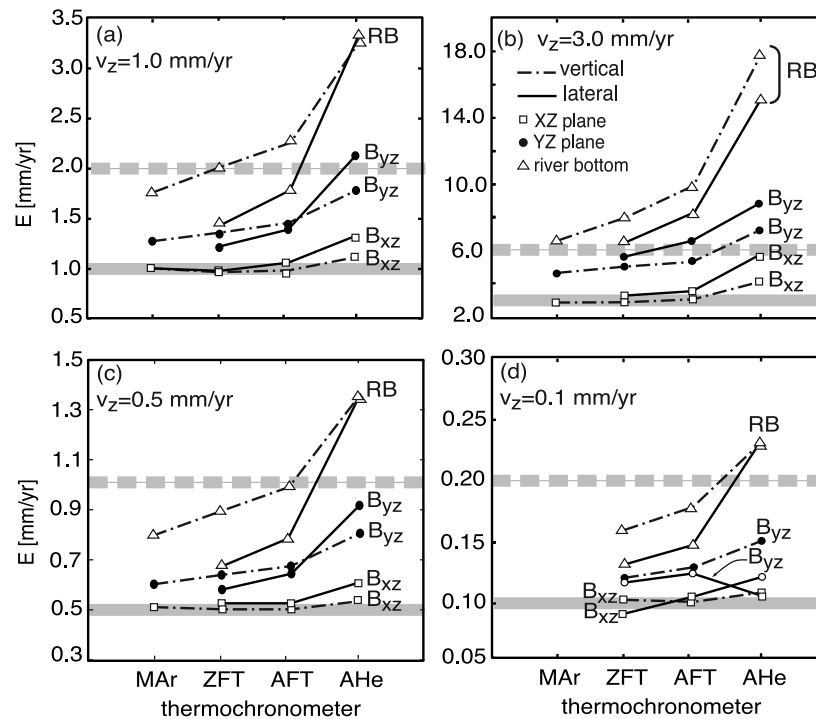 (a)
v_z=1.0 mm/yr
RB
B_yz
B_yz
B_xz
B_xz
3.5
3.0
2.5
2.0
1.5
1.0
0.5
E [mm/yr]
(b)
v_z=3.0 mm/yr
vertical
lateral
XZ plane
YZ plane
river bottom
RB
B_yz
B_yz
B_xz
B_xz
18.0
14.0
10.0
6.0
2.0
(c)
v_z=0.5 mm/yr
RB
B_yz
B_yz
B_xz
B_xz
1.5
1.3
1.0
0.9
0.7
0.5
0.3
E [mm/yr]
MAr ZFT AFT AHe
thermochronometer
(d)
v_z=0.1 mm/yr
RB
B_yz
B_yz
B_xz
B_xz
0.30
0.25
0.20
0.15
0.10
0.05
MAr ZFT AFT AHe
thermochronometer